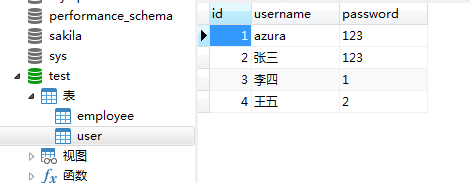 performance_schema
sakila
sys
test
表
employee
user
视图
fx 函数
id username password
1 azura 123
2 张三 123
3 李四 1
4 王五 2